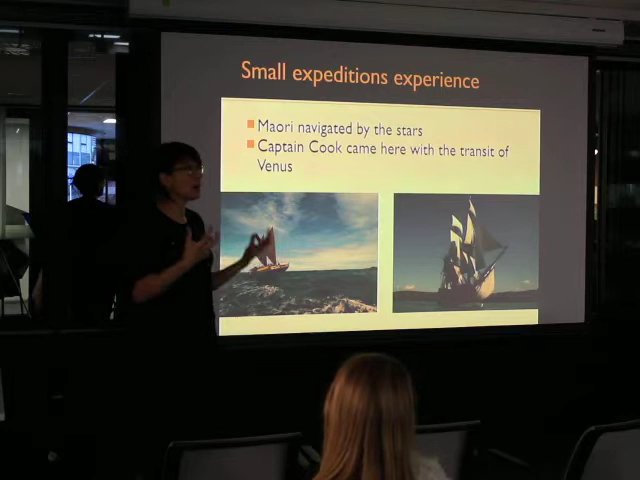 Small expeditions experience
Maori navigated by the stars
Captain Cook came here with the transit of
Venus